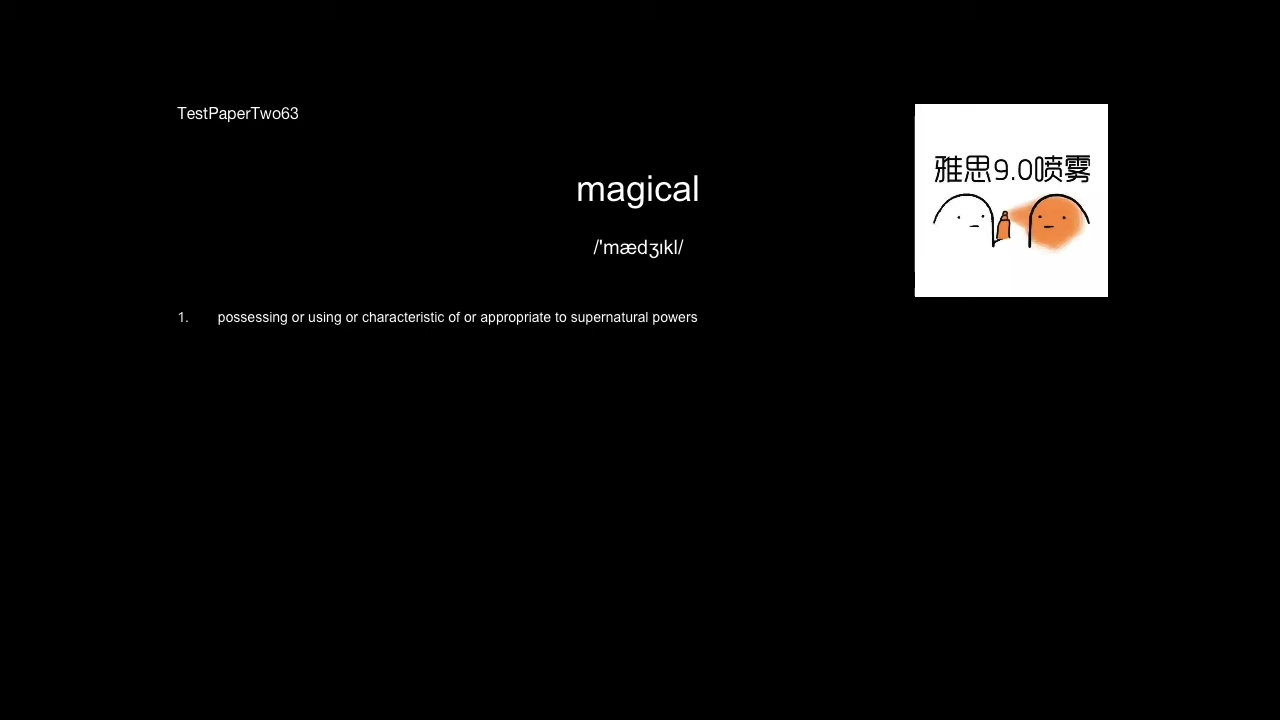 TestPaperTwo63
雅思9.0喷雾
magical
/'mædʒıkl/
1. possessing or using or characteristic of or appropriate to supernatural powers